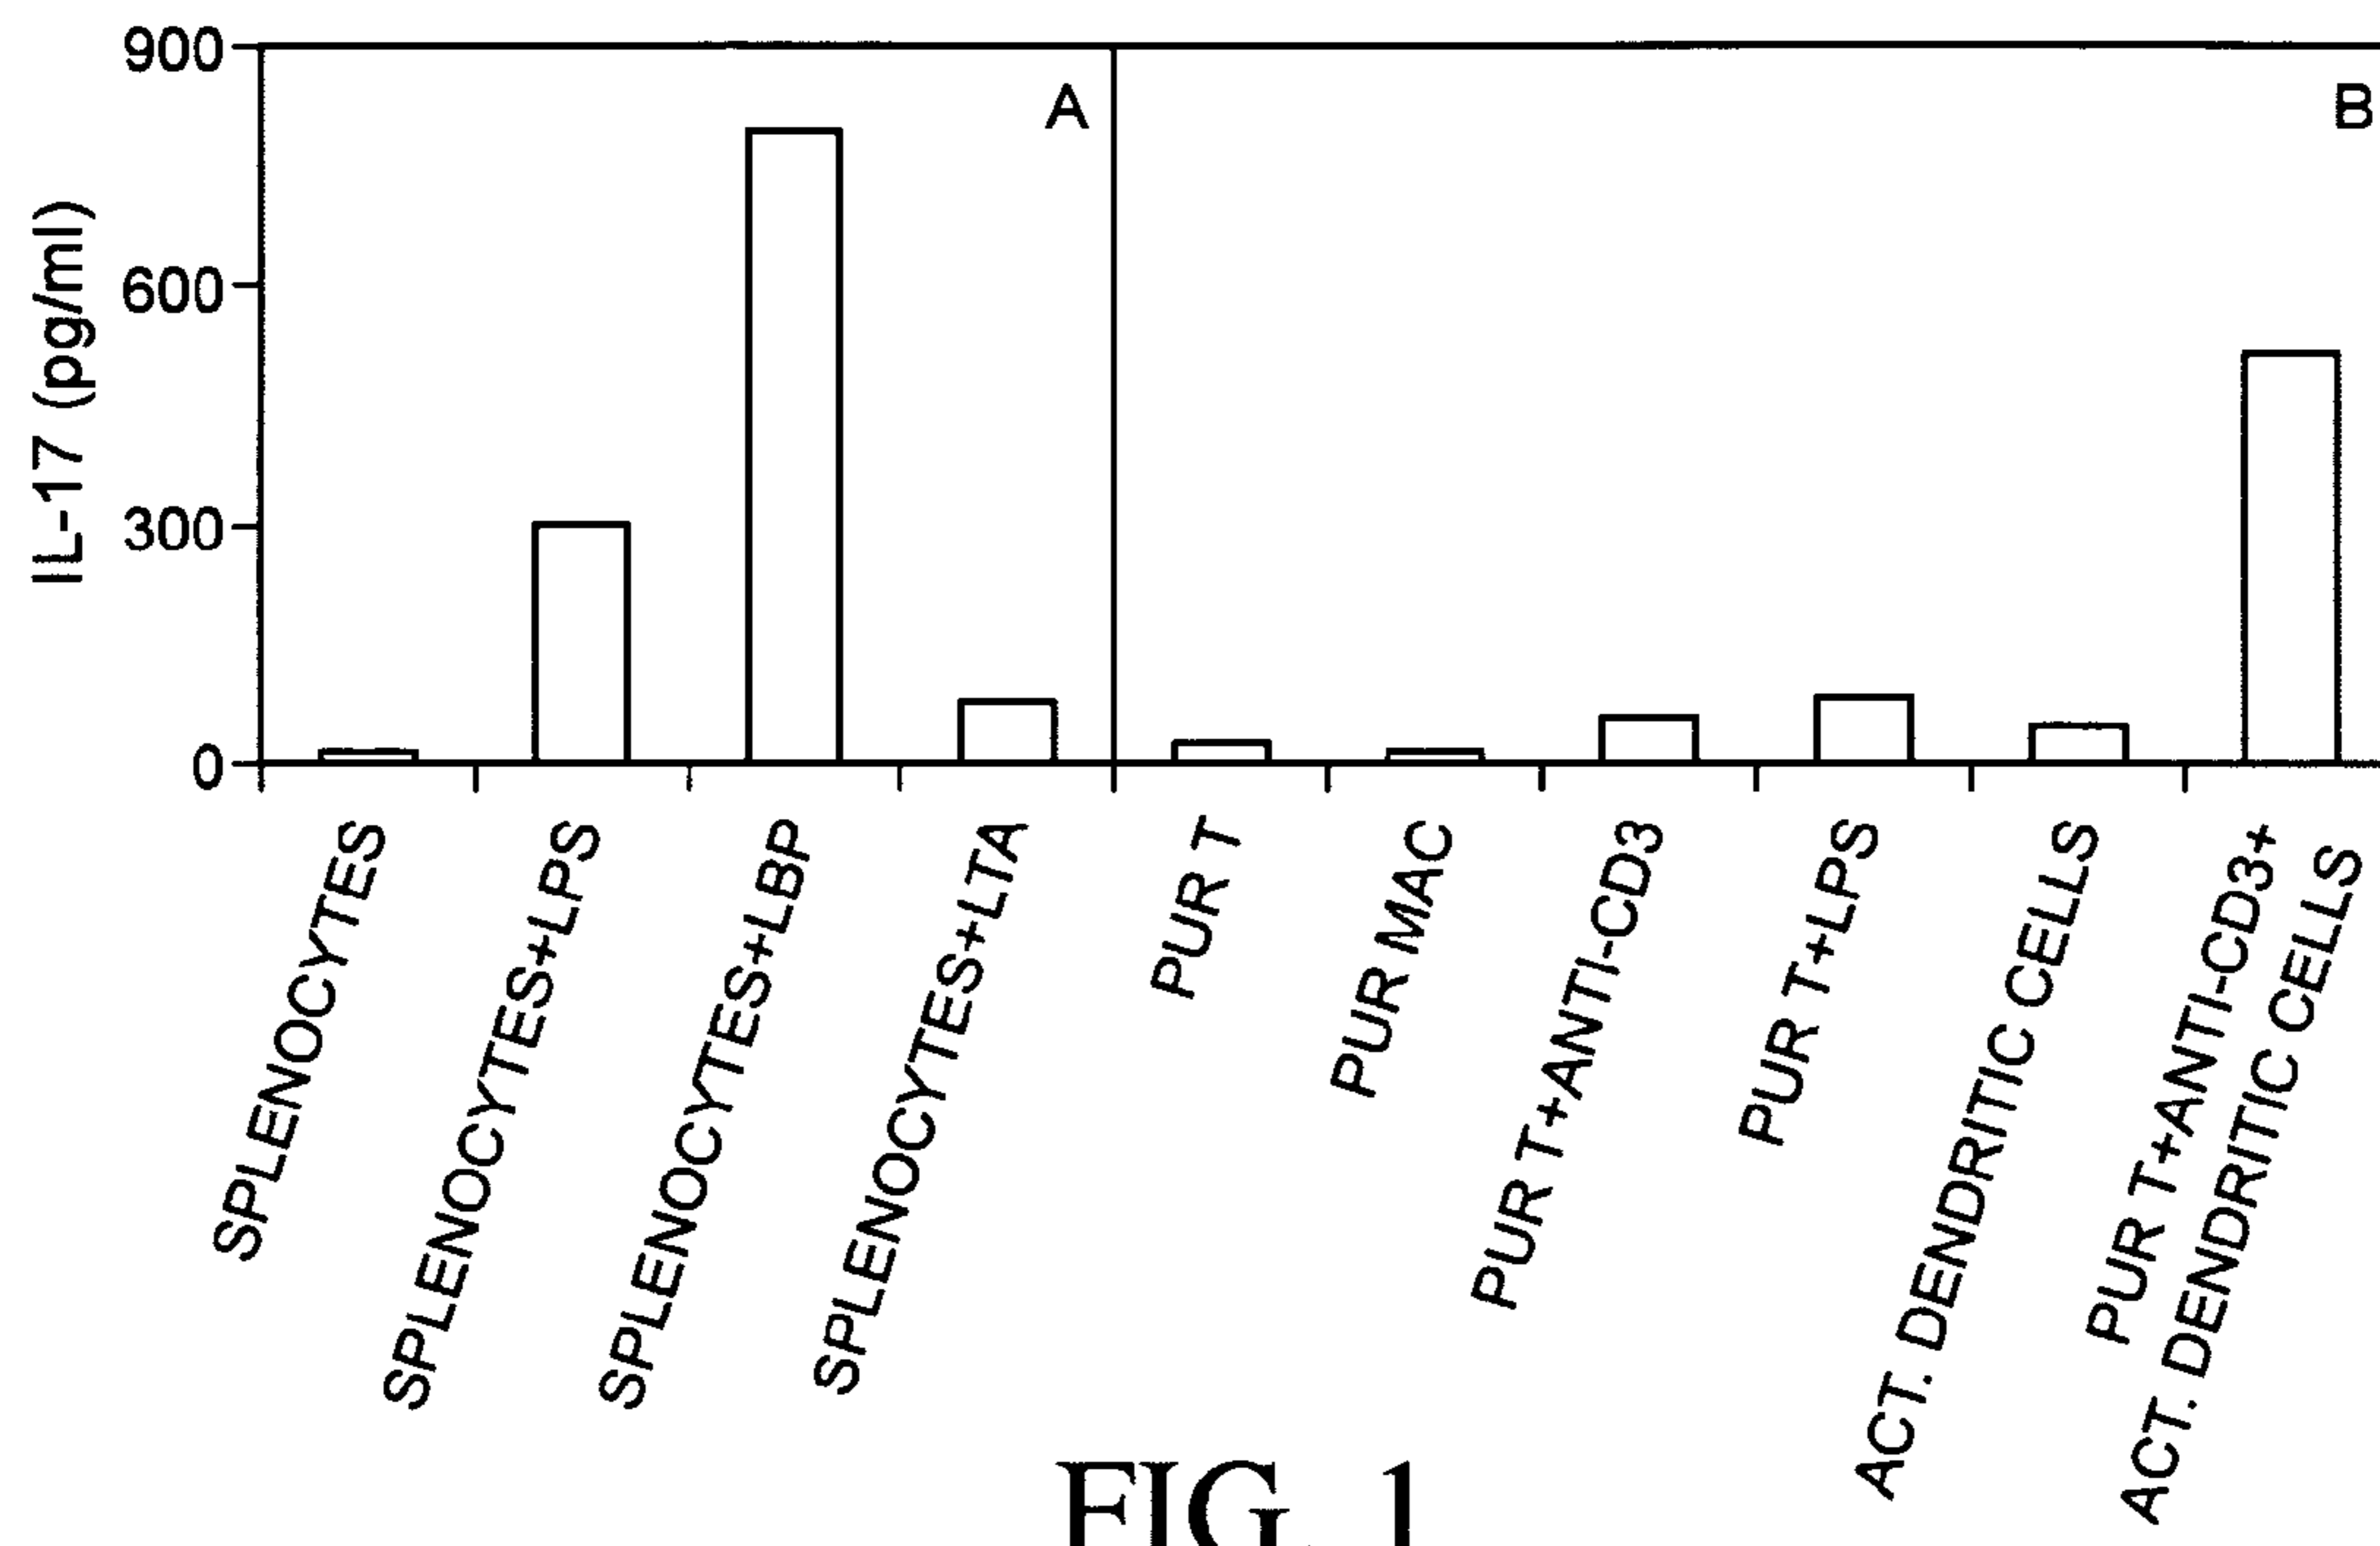 900
600
300
0
IL-17 (pg/ml)
A
B
SPLENOCYTES
SPLENOCYTES+LPS
SPLENOCYTES+LBP
SPLENOCYTES+LTA
PUR T
PUR MAC
PUR T+ANTI-CD3
PUR T+LPS
ACT. DENDRITIC CELLS
PUR T+ANTI-CD3+
ACT. DENDRITIC CELLS
FIG. 1